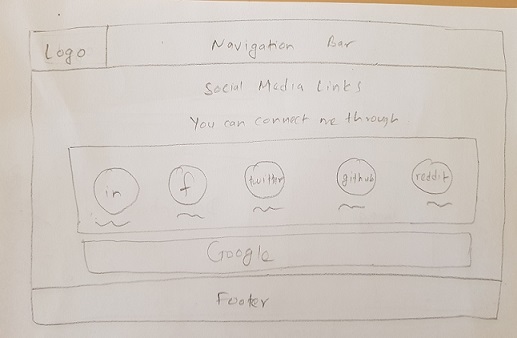 Logo
Navigation Bar
Social Media Links
You can connect me through
in f twitter github reddit
Google
Footer